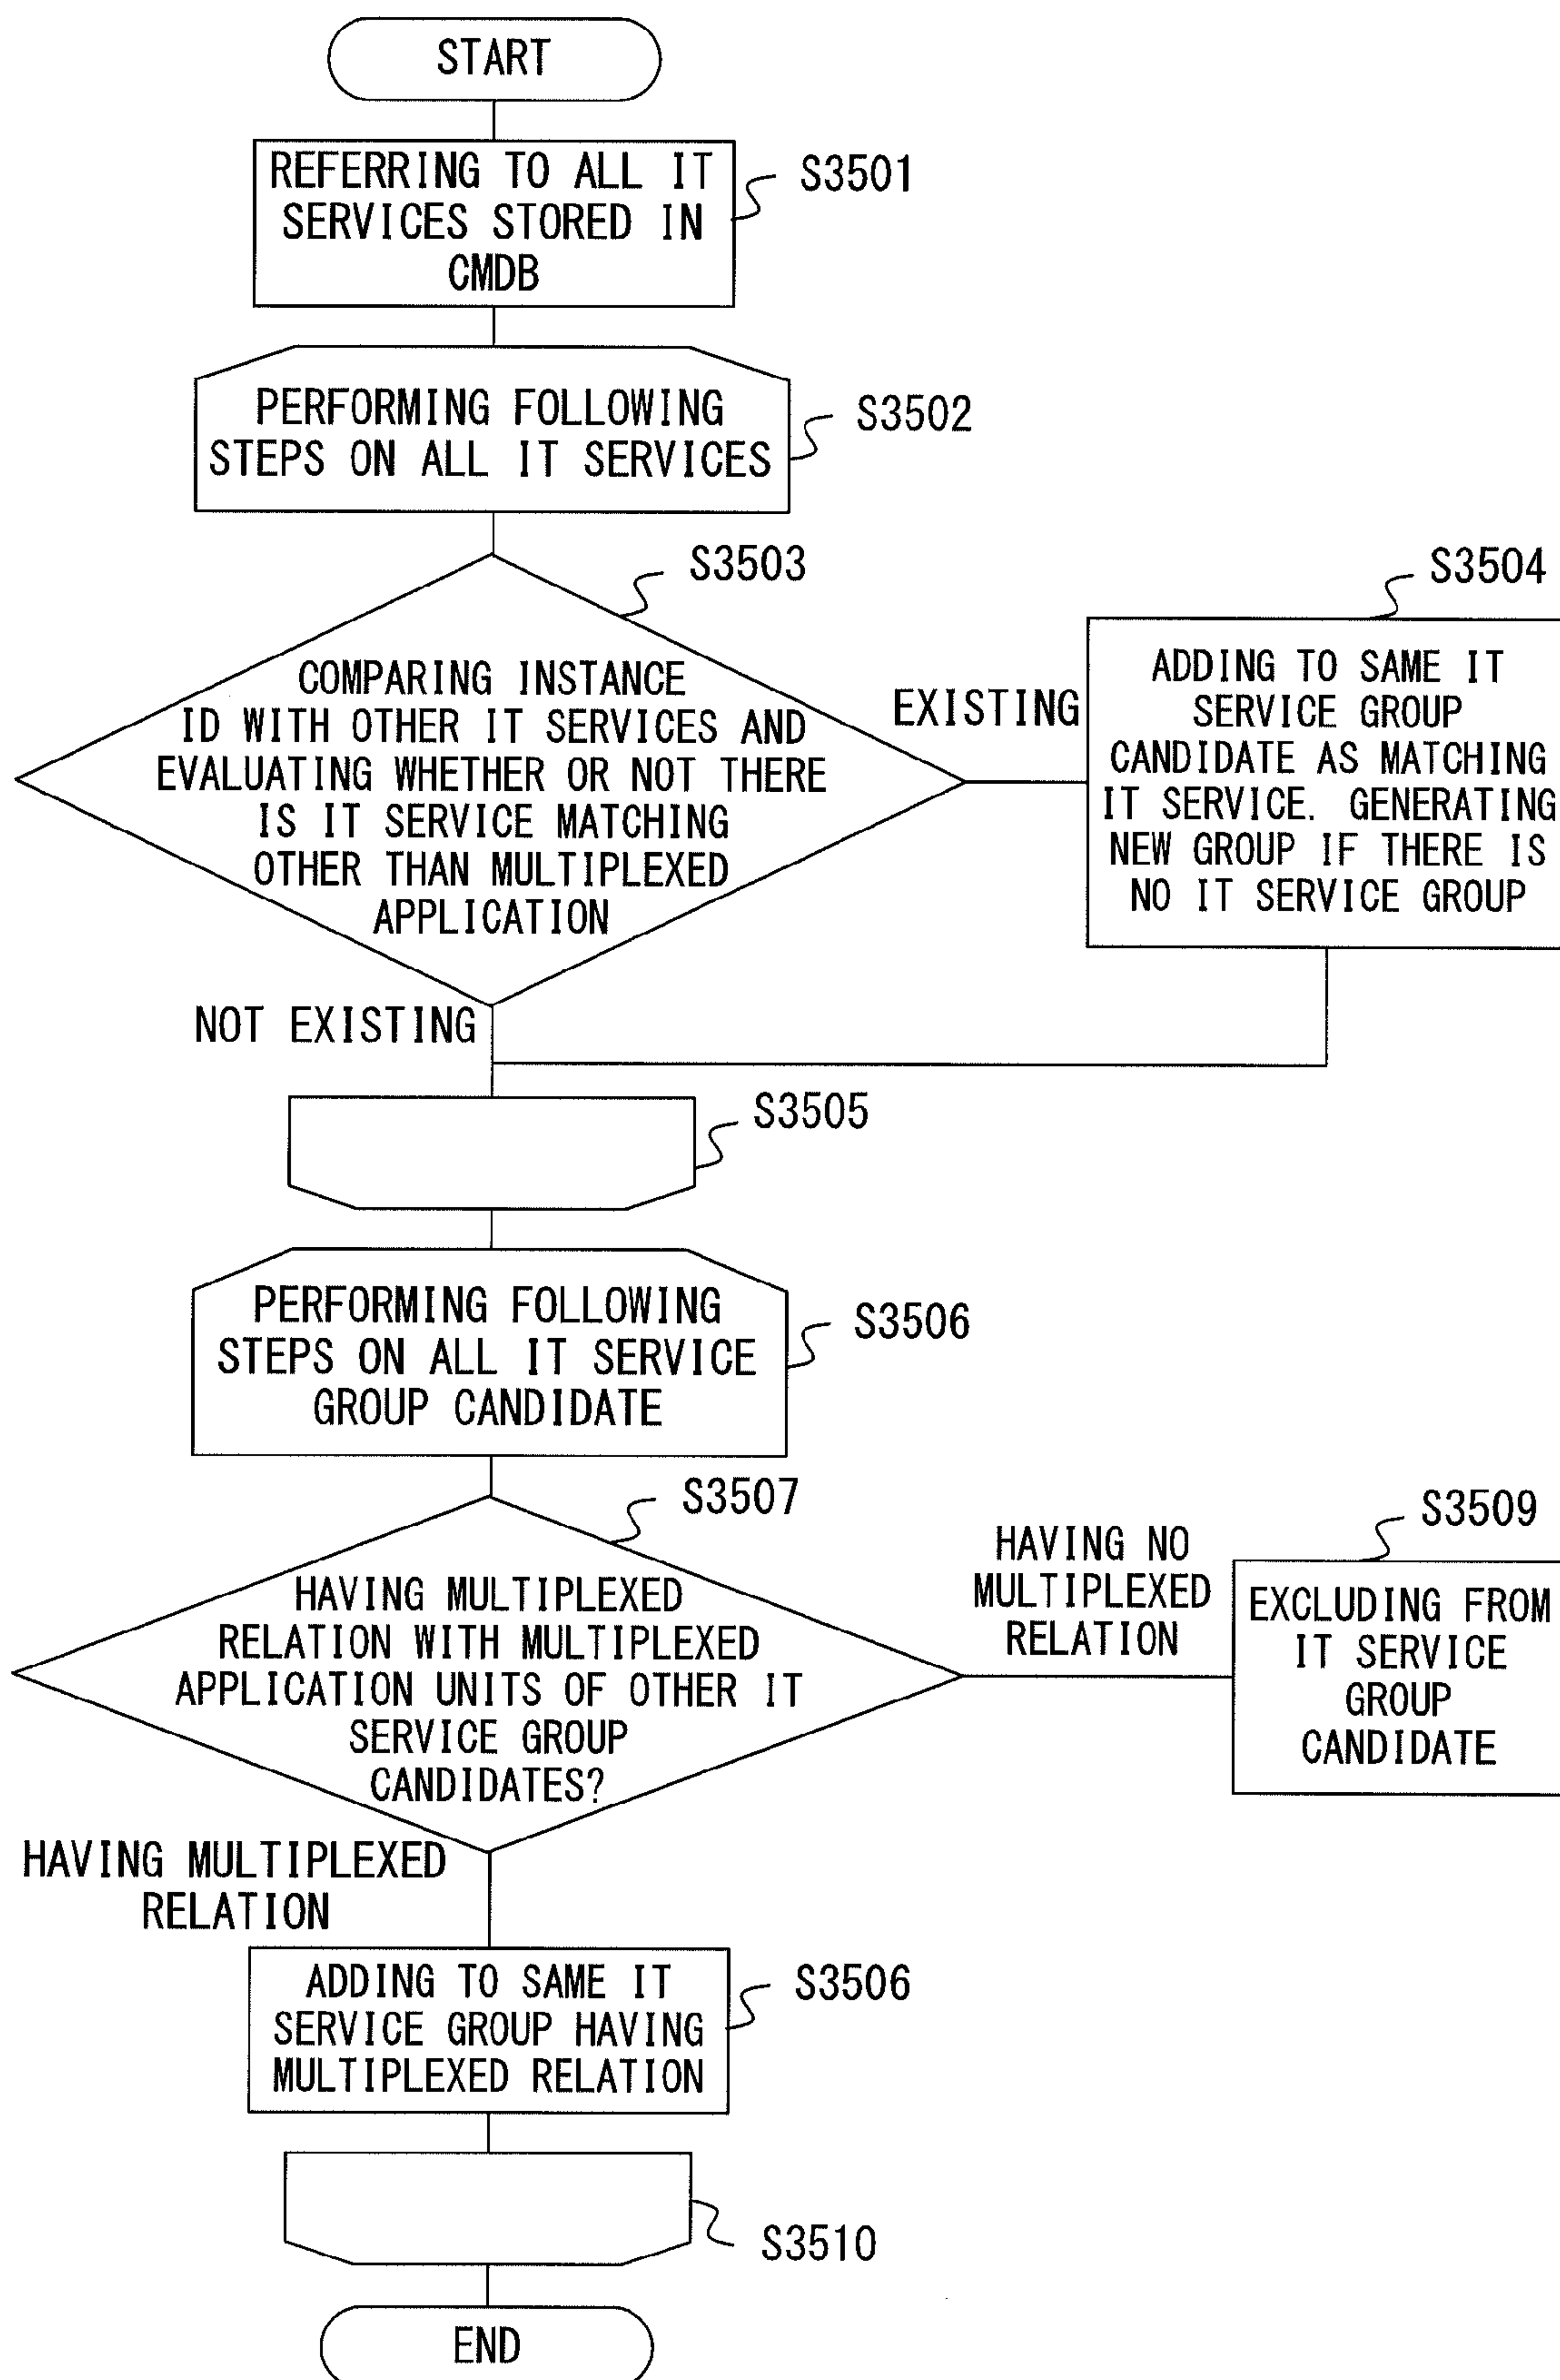 START
REFERRING TO ALL IT
SERVICES STORED IN
CMDB
S3501
PERFORMING FOLLOWING
STEPS ON ALL IT SERVICES
S3502
S3503
COMPARING INSTANCE
ID WITH OTHER IT SERVICES AND
EVALUATING WHETHER OR NOT THERE
IS IT SERVICE MATCHING
OTHER THAN MULTIPLEXED
APPLICATION
EXISTING
S3504
ADDING TO SAME IT
SERVICE GROUP
CANDIDATE AS MATCHING
IT SERVICE. GENERATING
NEW GROUP IF THERE IS
NO IT SERVICE GROUP
NOT EXISTING
S3505
PERFORMING FOLLOWING
STEPS ON ALL IT SERVICE
GROUP CANDIDATE
S3506
S3507
HAVING MULTIPLEXED
RELATION WITH MULTIPLEXED
APPLICATION UNITS OF OTHER IT
SERVICE GROUP
CANDIDATES?
HAVING NO
MULTIPLEXED
RELATION
S3509
EXCLUDING FROM
IT SERVICE
GROUP
CANDIDATE
HAVING MULTIPLEXED
RELATION
ADDING TO SAME IT
SERVICE GROUP HAVING
MULTIPLEXED RELATION
S3506
S3510
END